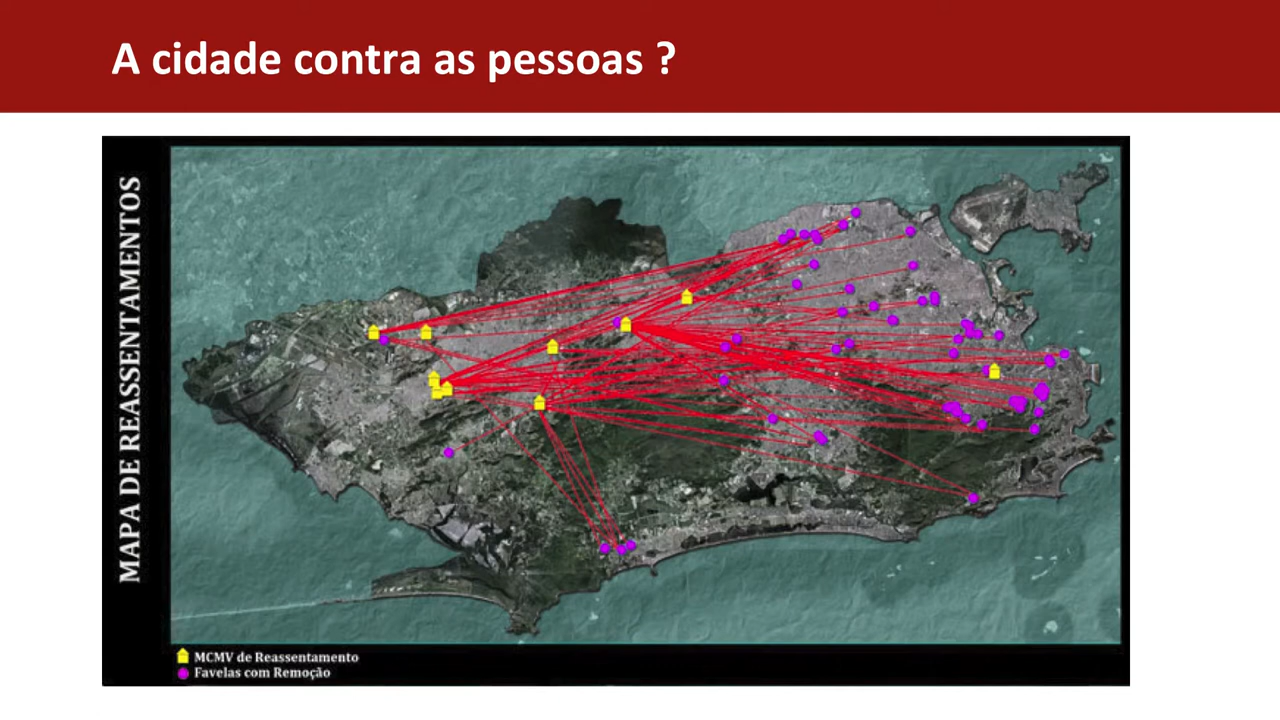 A cidade contra as pessoas ?
MAPA DE REASSENTAMENTOS
MCMV de Reassentamento
Favelas com Remoção